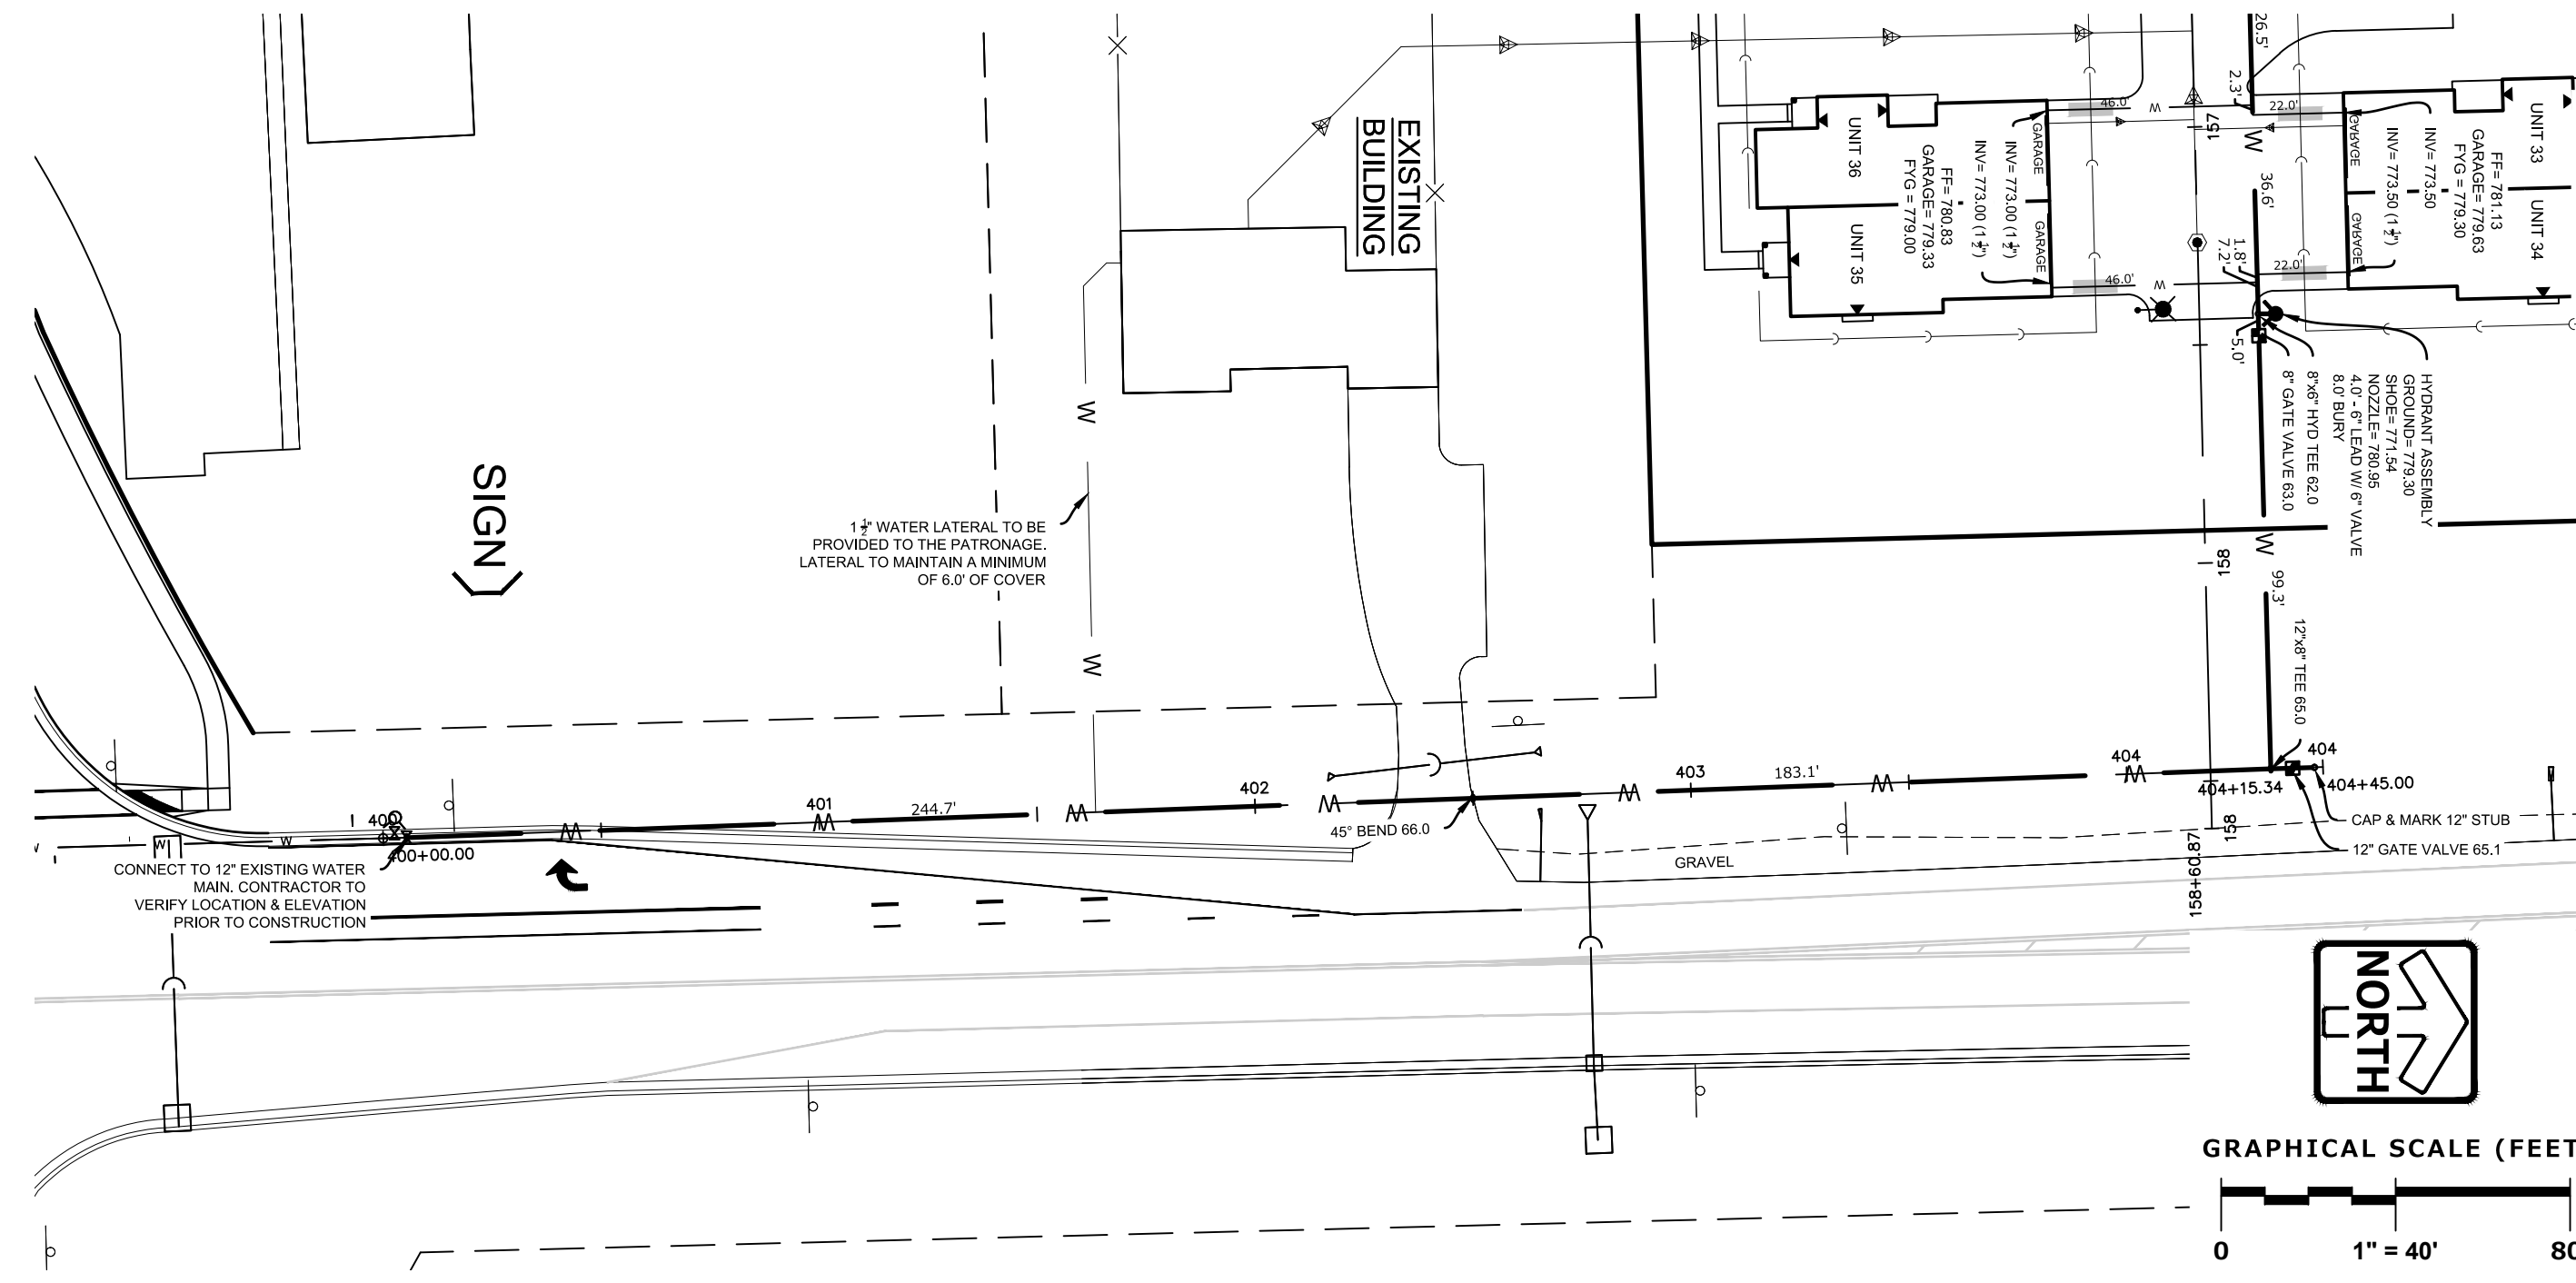 26.5'
2.3'
157
W
46.0'
W
22.0'
GARAGE
GARAGE
UNIT 36
UNIT 35
FF= 780.83
GARAGE= 779.33
FYG = 779.00
INV= 773.00 (1 1/2")
INV= 773.00 (1 1/2")
GARAGE
GARAGE
UNIT 33
UNIT 34
FF= 781.13
GARAGE= 779.63
FYG = 779.30
INV= 773.50
INV= 773.50 (1 1/2")
36.6'
1.8'
7.2'
46.0'
W
22.0'
5.0'
EXISTING
BUILDING
HYDRANT ASSEMBLY
GROUND= 779.30
SHOE= 771.54
NOZZLE= 780.95
4.0' - 6" LEAD W/ 6" VALVE
8.0' BURY
8"x6" HYD TEE 62.0
8" GATE VALVE 63.0
W
W
SIGN )
1 1/2" WATER LATERAL TO BE
PROVIDED TO THE PATRONAGE.
LATERAL TO MAINTAIN A MINIMUM
OF 6.0' OF COVER
W
158
99.3'
12"x8" TEE 65.0
400
401
244.7'
402
403
183.1'
404
404
404+15.34
404+45.00
W
W
400+00.00
45° BEND 66.0
GRAVEL
158
158+60.87
CAP & MARK 12" STUB
12" GATE VALVE 65.1
CONNECT TO 12" EXISTING WATER
MAIN. CONTRACTOR TO
VERIFY LOCATION & ELEVATION
PRIOR TO CONSTRUCTION
NORTH
GRAPHICAL SCALE (FEET
0
1" = 40'
80